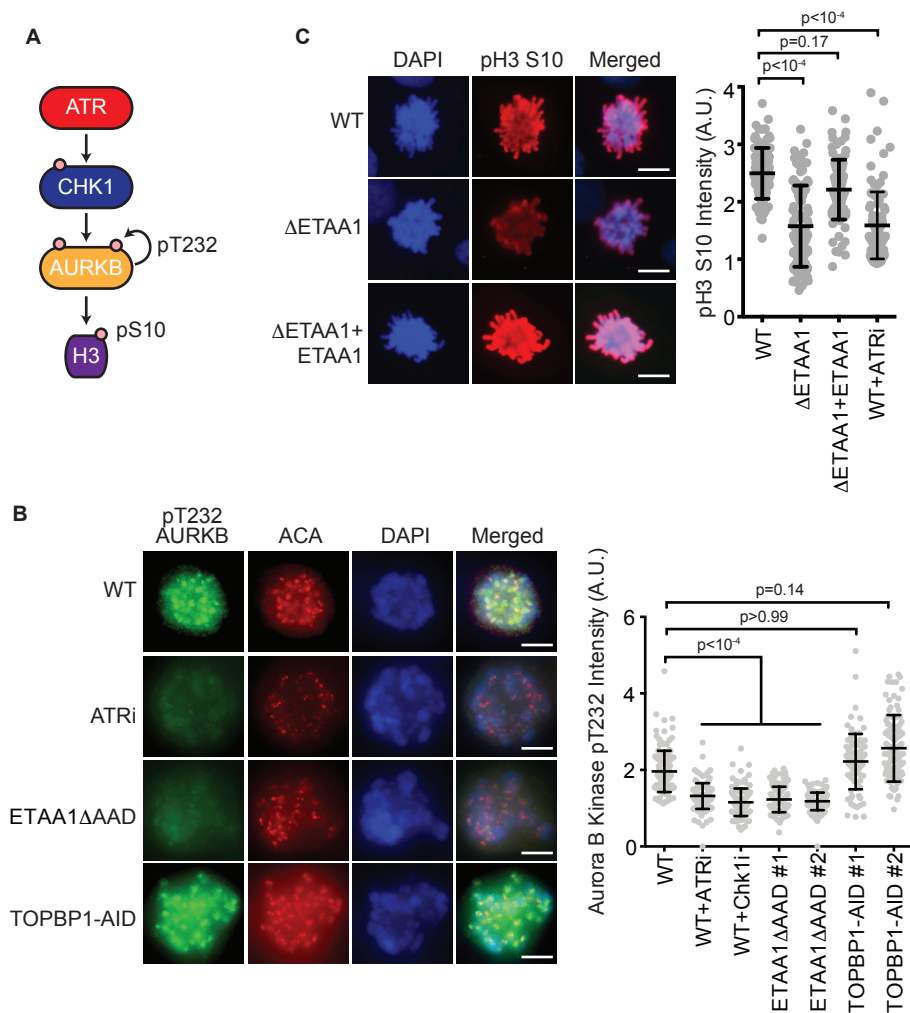 A
ATR
CHK1
AURKB
pT232
pS10
H3
C
DAPI
pH3 S10
Merged
WT
ΔETAA1
ΔETAA1+
ETAA1
p<10⁻⁴
p=0.17
p<10⁻⁴
pH3 S10 Intensity (A.U.)
4
3
2
1
0
WT
ΔETAA1
ΔETAA1+ETAA1
WT+ATRi
B
pT232
AURKB
ACA
DAPI
Merged
WT
ATRi
ETAA1ΔAAD
TOPBP1-AID
p=0.14
p>0.99
p<10⁻⁴
Aurora B Kinase pT232 Intensity (A.U.)
6
4
2
0
WT
WT+ATRi
WT+Chk1i
ETAA1ΔAAD #1
ETAA1ΔAAD #2
TOPBP1-AID #1
TOPBP1-AID #2